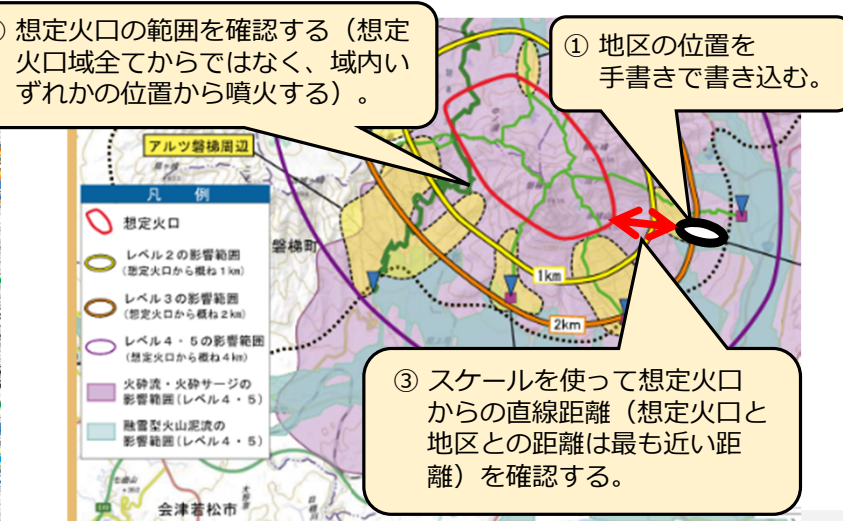 想定火口の範囲を確認する（想定
火口域全てからではなく、域内い
ずれかの位置から噴火する）。
① 地区の位置を
手書きで書き込む。
アルツ磐梯周辺
凡 例
想定火口
レベル２の影響範囲
（想定火口から概ね１km）
レベル３の影響範囲
（想定火口から概ね２km）
レベル４・５の影響範囲
（想定火口から概ね４km）
火砕流・火砕サージの
影響範囲（レベル４・５）
融雪型火山泥流の
影響範囲（レベル４・５）
磐梯町
1km
2km
③ スケールを使って想定火口
からの直線距離（想定火口と
地区との距離は最も近い距
離）を確認する。
会津若松市